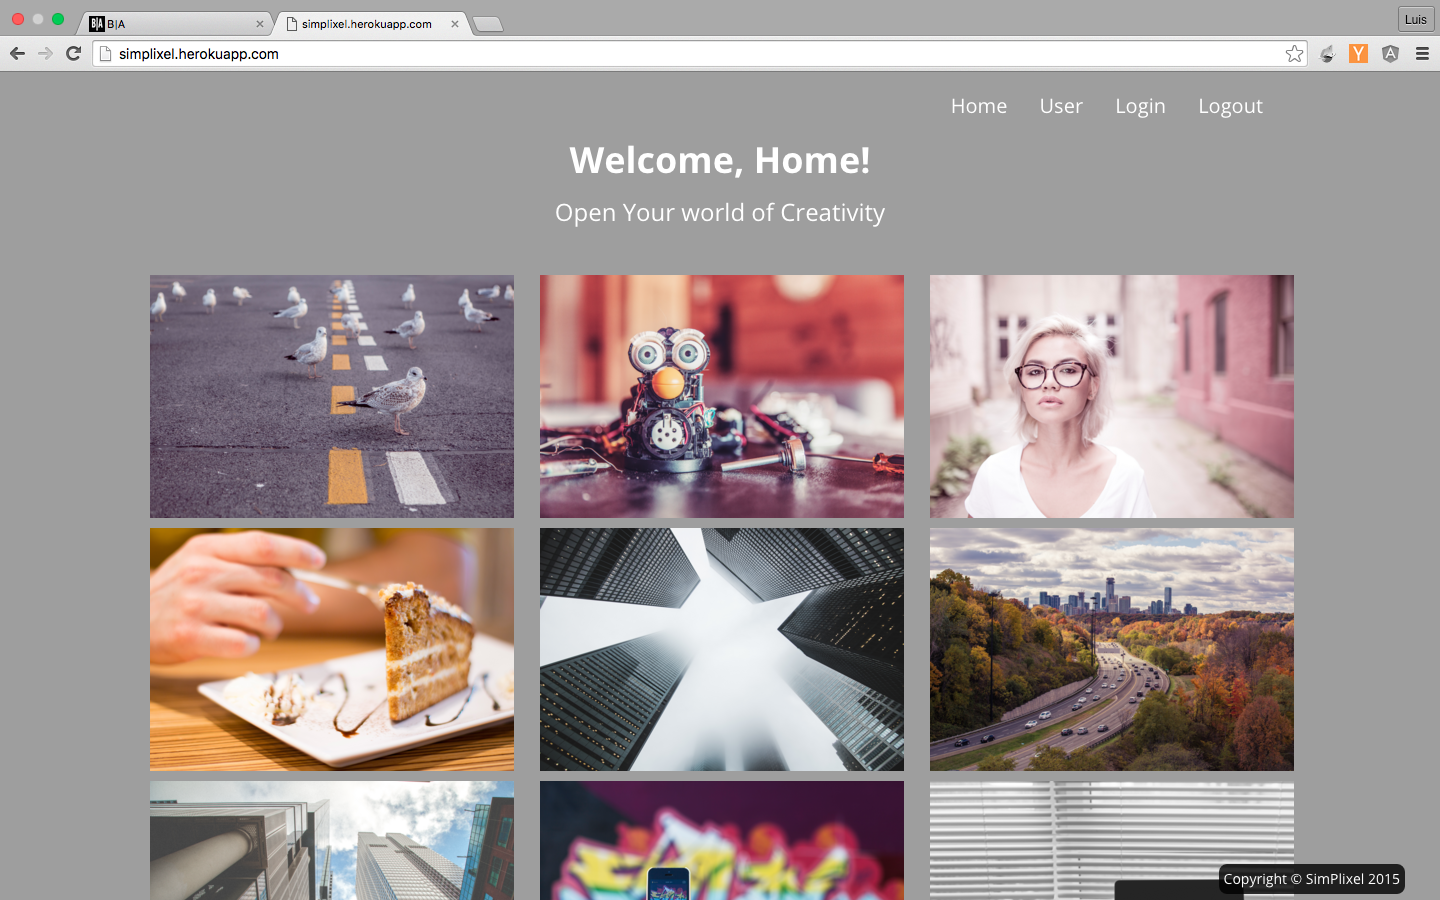 B|A B|A
simplixel.herokuapp.com
Luis
simplixel.herokuapp.com
Y
A
Home User Login Logout
Welcome, Home!
Open Your world of Creativity
Copyright © SimPlixel 2015